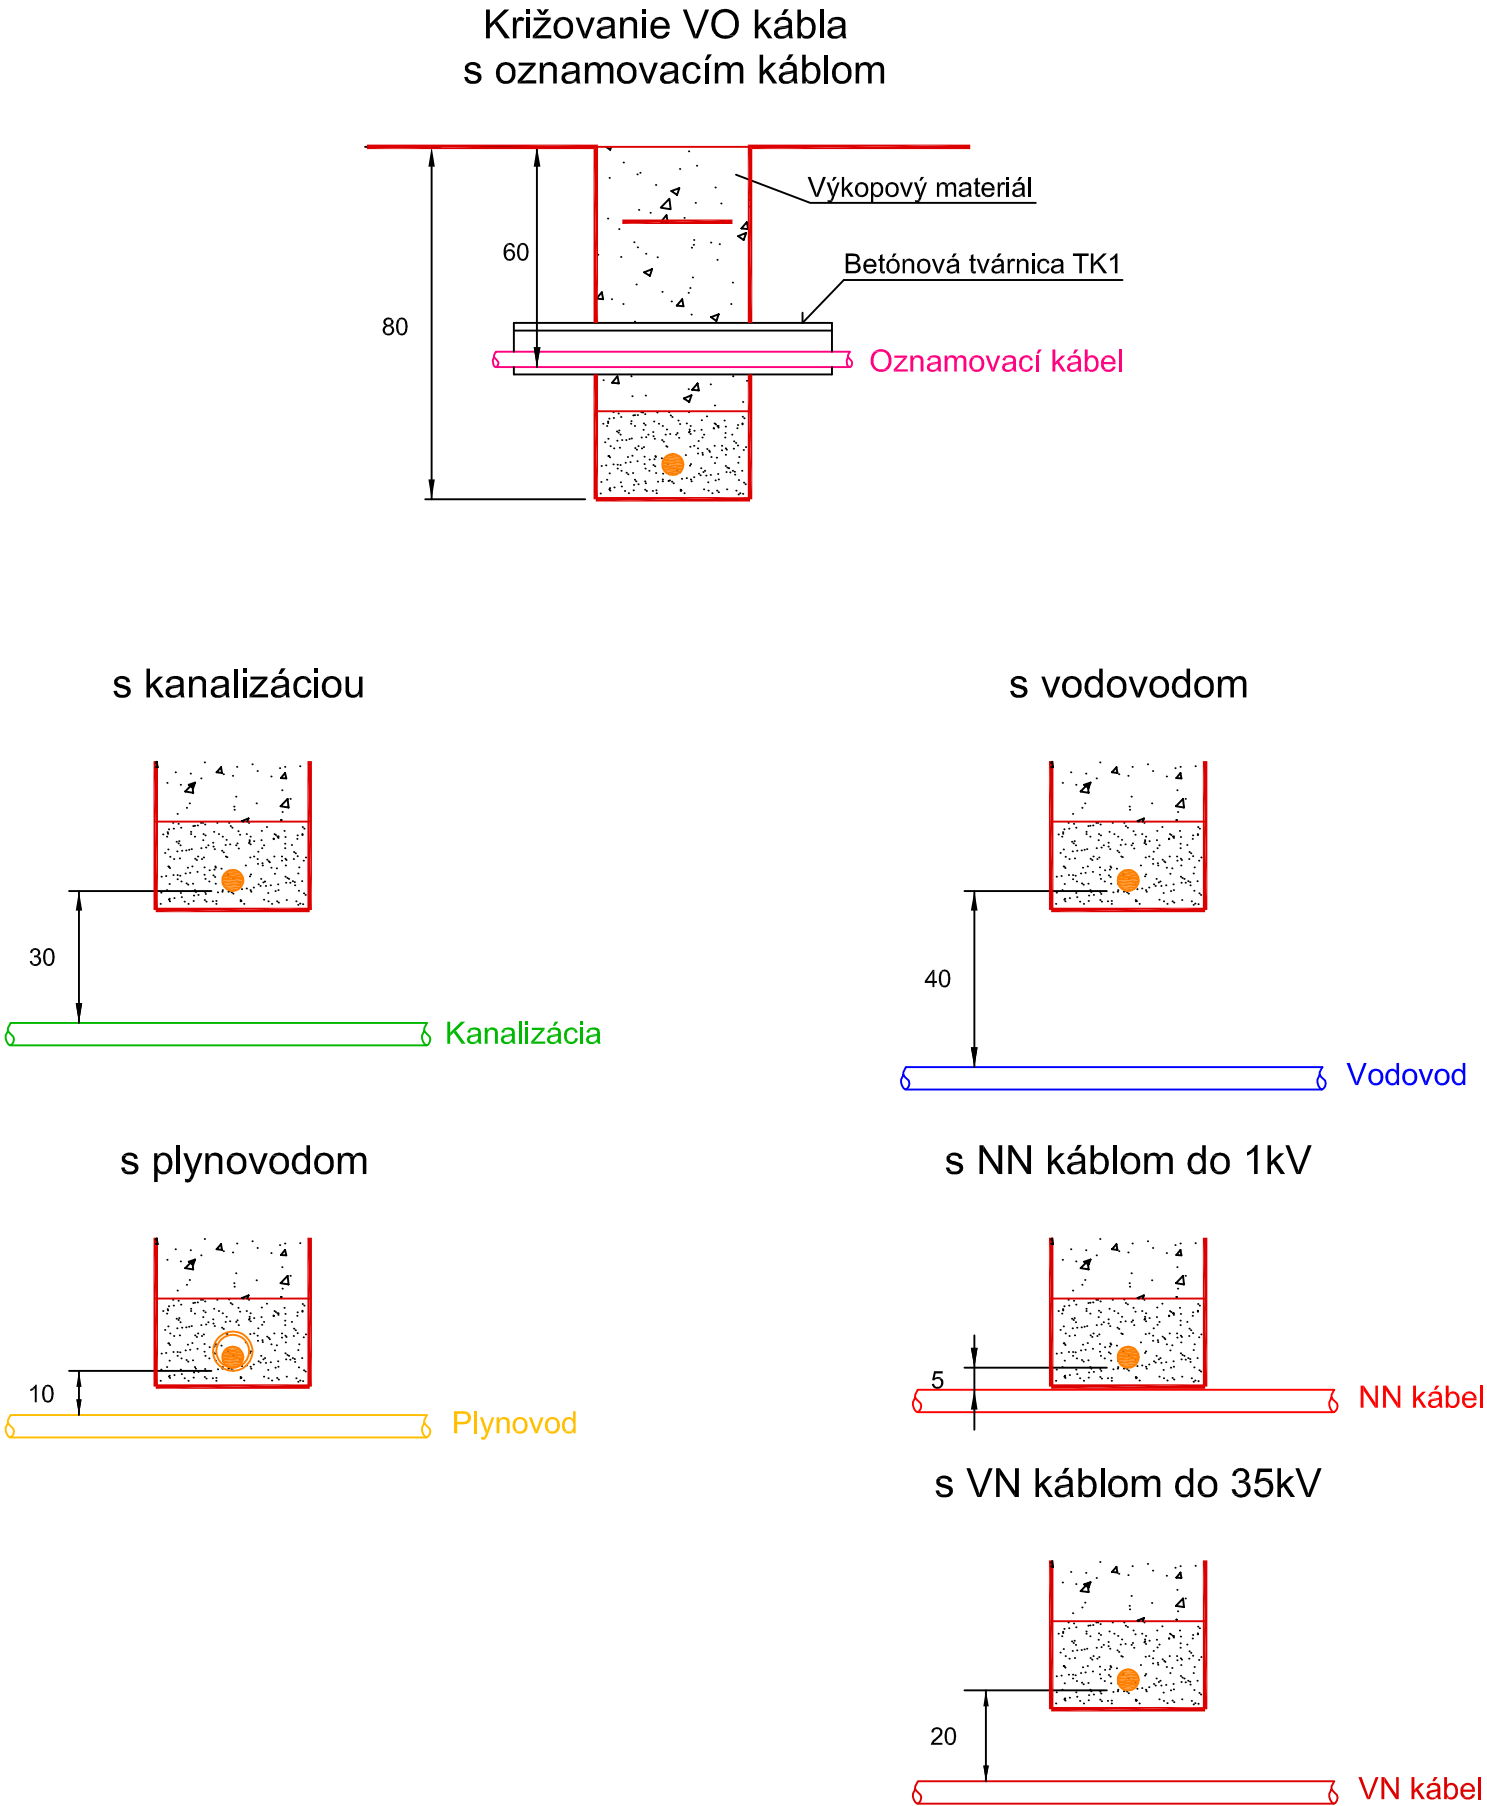 Križovanie VO kábla
s oznamovacím káblom
Výkopový materiál
60
Betónová tvárnica TK1
80
Oznamovací kábel
s kanalizáciou
30
Kanalizácia
s vodovodom
40
Vodovod
s plynovodom
10
Plynovod
s NN káblom do 1kV
5
NN kábel
s VN káblom do 35kV
20
VN kábel